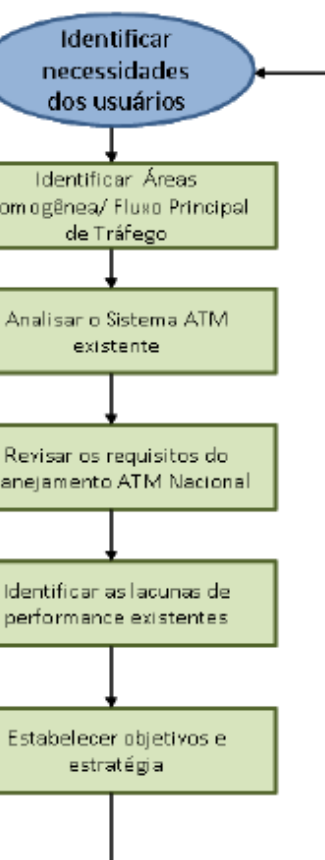 Identificar
necessidades
dos usuários
Identificar Áreas
omogênea/ Fluxo Principal
de Tráfego
Analisar o Sistema ATM
existente
Revisar os requisitos do
anejamento ATM Nacional
Identificar as lacunas de
performance existentes
Estabelecer objetivos e
estratégia